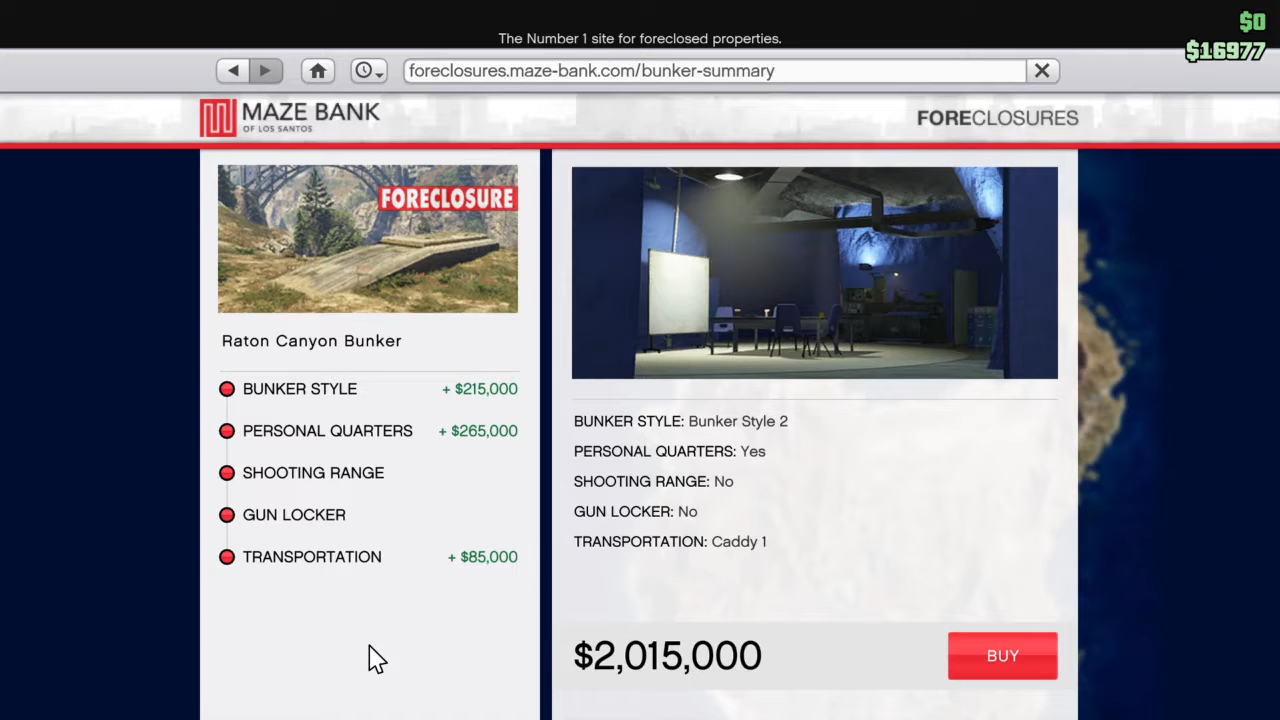 $0
The Number 1 site for foreclosed properties.
$16977
foreclosures.maze-bank.com/bunker-summary
MAZE BANK
OF LOS SANTOS
FORECLOSURES
FORECLOSURE
Raton Canyon Bunker
BUNKER STYLE + $215,000
PERSONAL QUARTERS + $265,000
SHOOTING RANGE
GUN LOCKER
TRANSPORTATION + $85,000
BUNKER STYLE: Bunker Style 2
PERSONAL QUARTERS: Yes
SHOOTING RANGE: No
GUN LOCKER: No
TRANSPORTATION: Caddy 1
$2,015,000
BUY